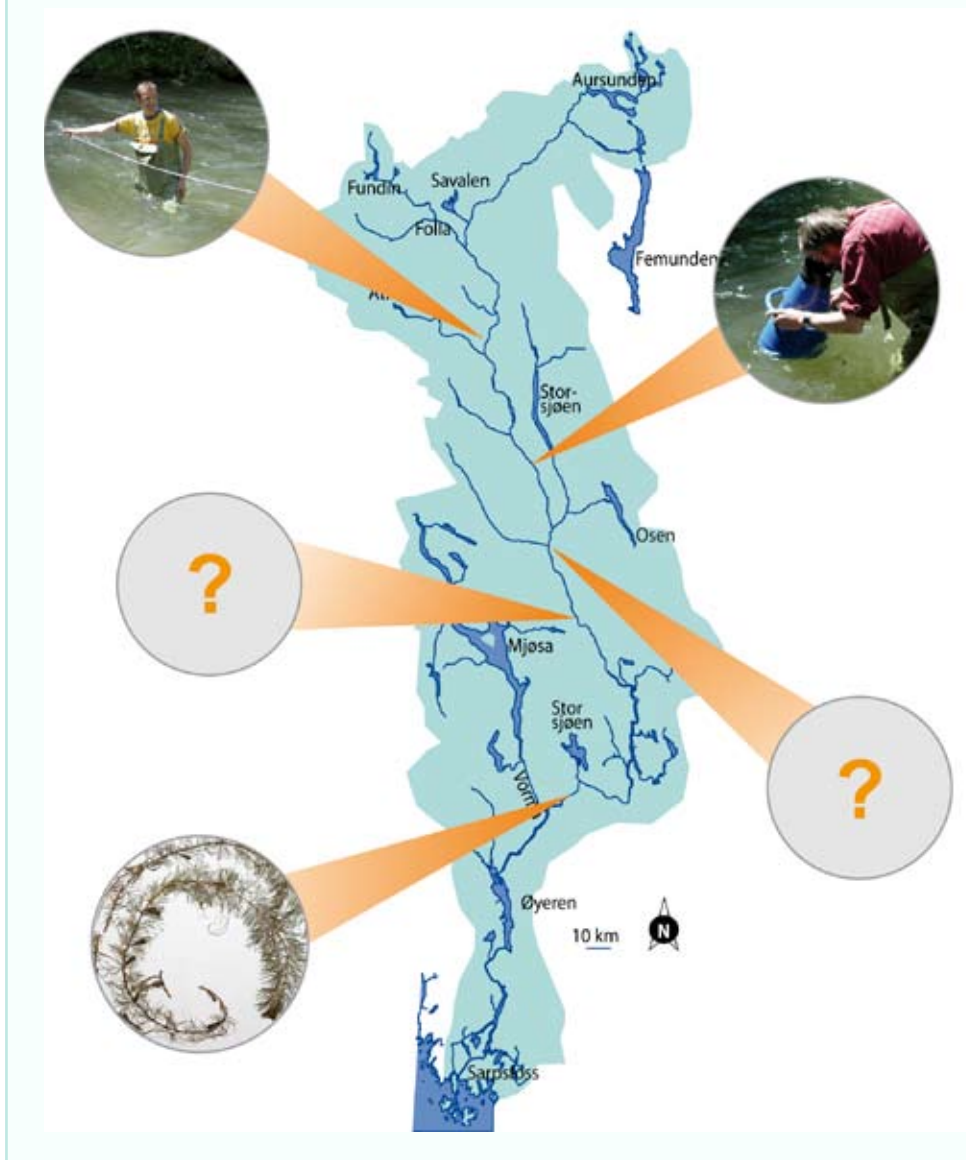 Aursunden
Fundin
Savalen
Folla
Femunden
Stor-
sjøen
Osen
?
Mjøsa
Stor
sjøen
?
Øyeren
10 km
N
Sarpsfoss